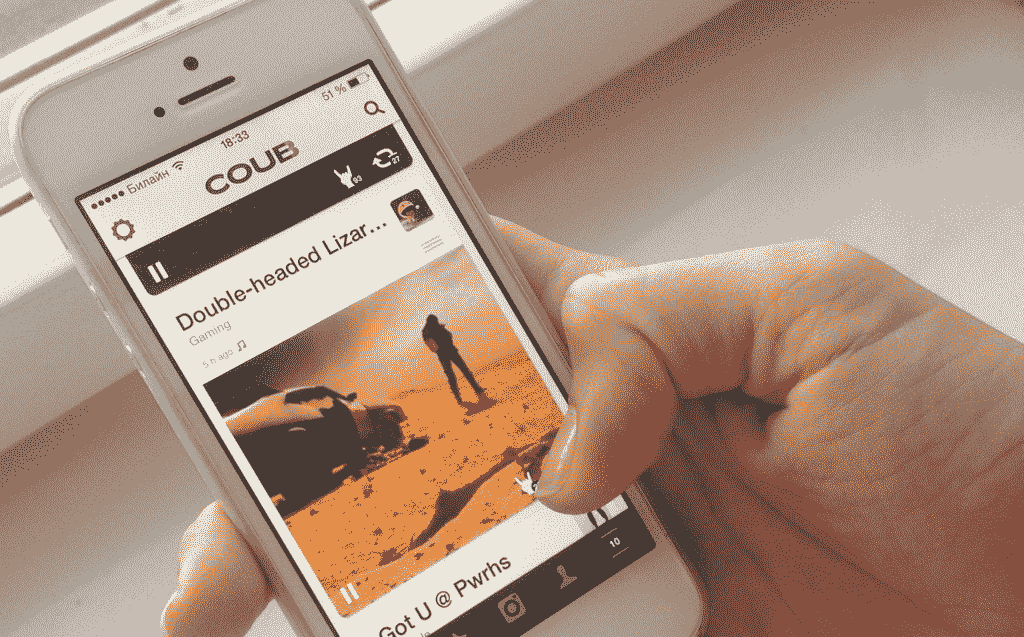 Билайн 18:33 51 %
COUB
93 27
Double-headed Lizar...
Gaming
5 h ago
Got U @ Pwrhs
10